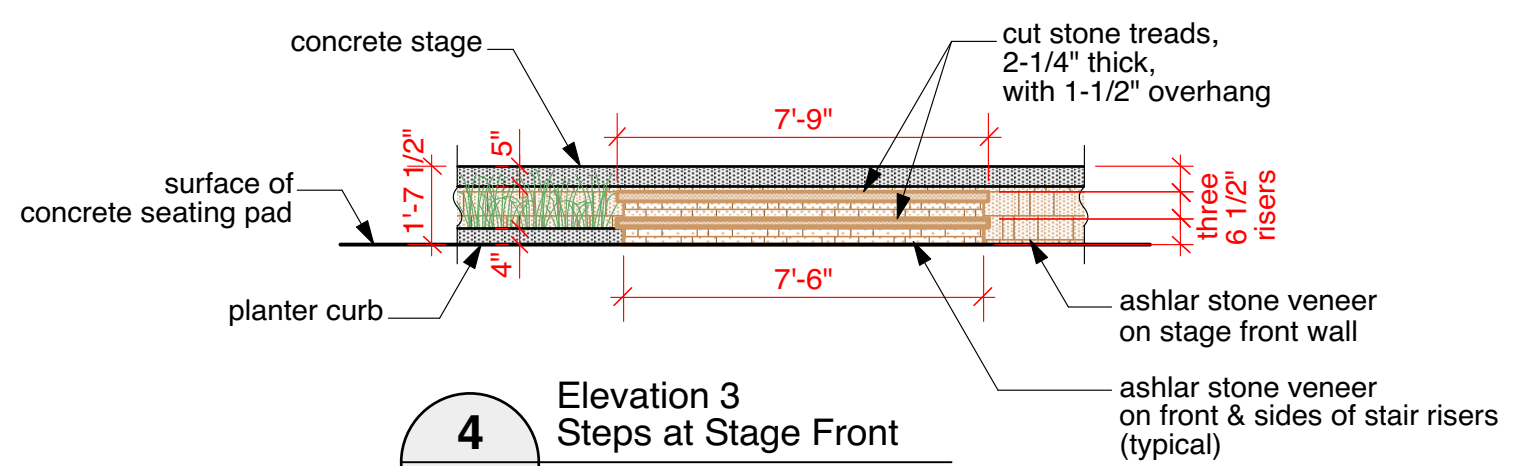 concrete stage
cut stone treads,
2-1/4" thick,
with 1-1/2" overhang
7'-9"
5"
1'-7 1/2"
surface of
concrete seating pad
three
6 1/2"
risers
4"
7'-6"
planter curb
ashlar stone veneer
on stage front wall
ashlar stone veneer
on front & sides of stair risers
(typical)
4
Elevation 3
Steps at Stage Front